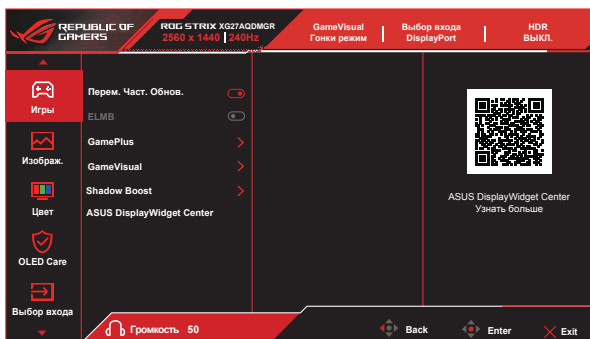 REPUBLIC OF
GAMERS
ROG STRIX XG27AQDMGR
2560 x 1440 240Hz
GameVisual
Гонки режим
Выбор входа
DisplayPort
HDR
ВЫКЛ.
Игры
Изображ.
Цвет
OLED Care
Выбор входа
Перем. Част. Обнов.
ELMB
GamePlus
GameVisual
Shadow Boost
ASUS DisplayWidget Center
ASUS DisplayWidget Center
Узнать больше
Громкость 50
Back
Enter
Exit